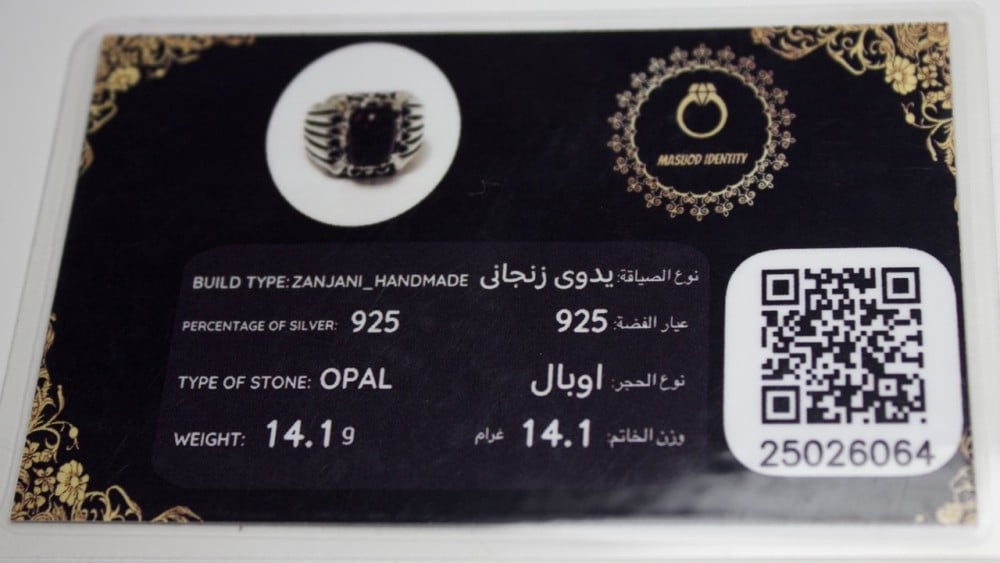 MASUOD IDENTITY
BUILD TYPE: ZANJANI_HANDMADE نوع الصياقة: يدوى زنجانى
PERCENTAGE OF SILVER: 925 عيار الفضة: 925
TYPE OF STONE: OPAL نوع الحجر: اوبال
WEIGHT: 14.1 g وزن الخاتم: 14.1 غرام
25026064